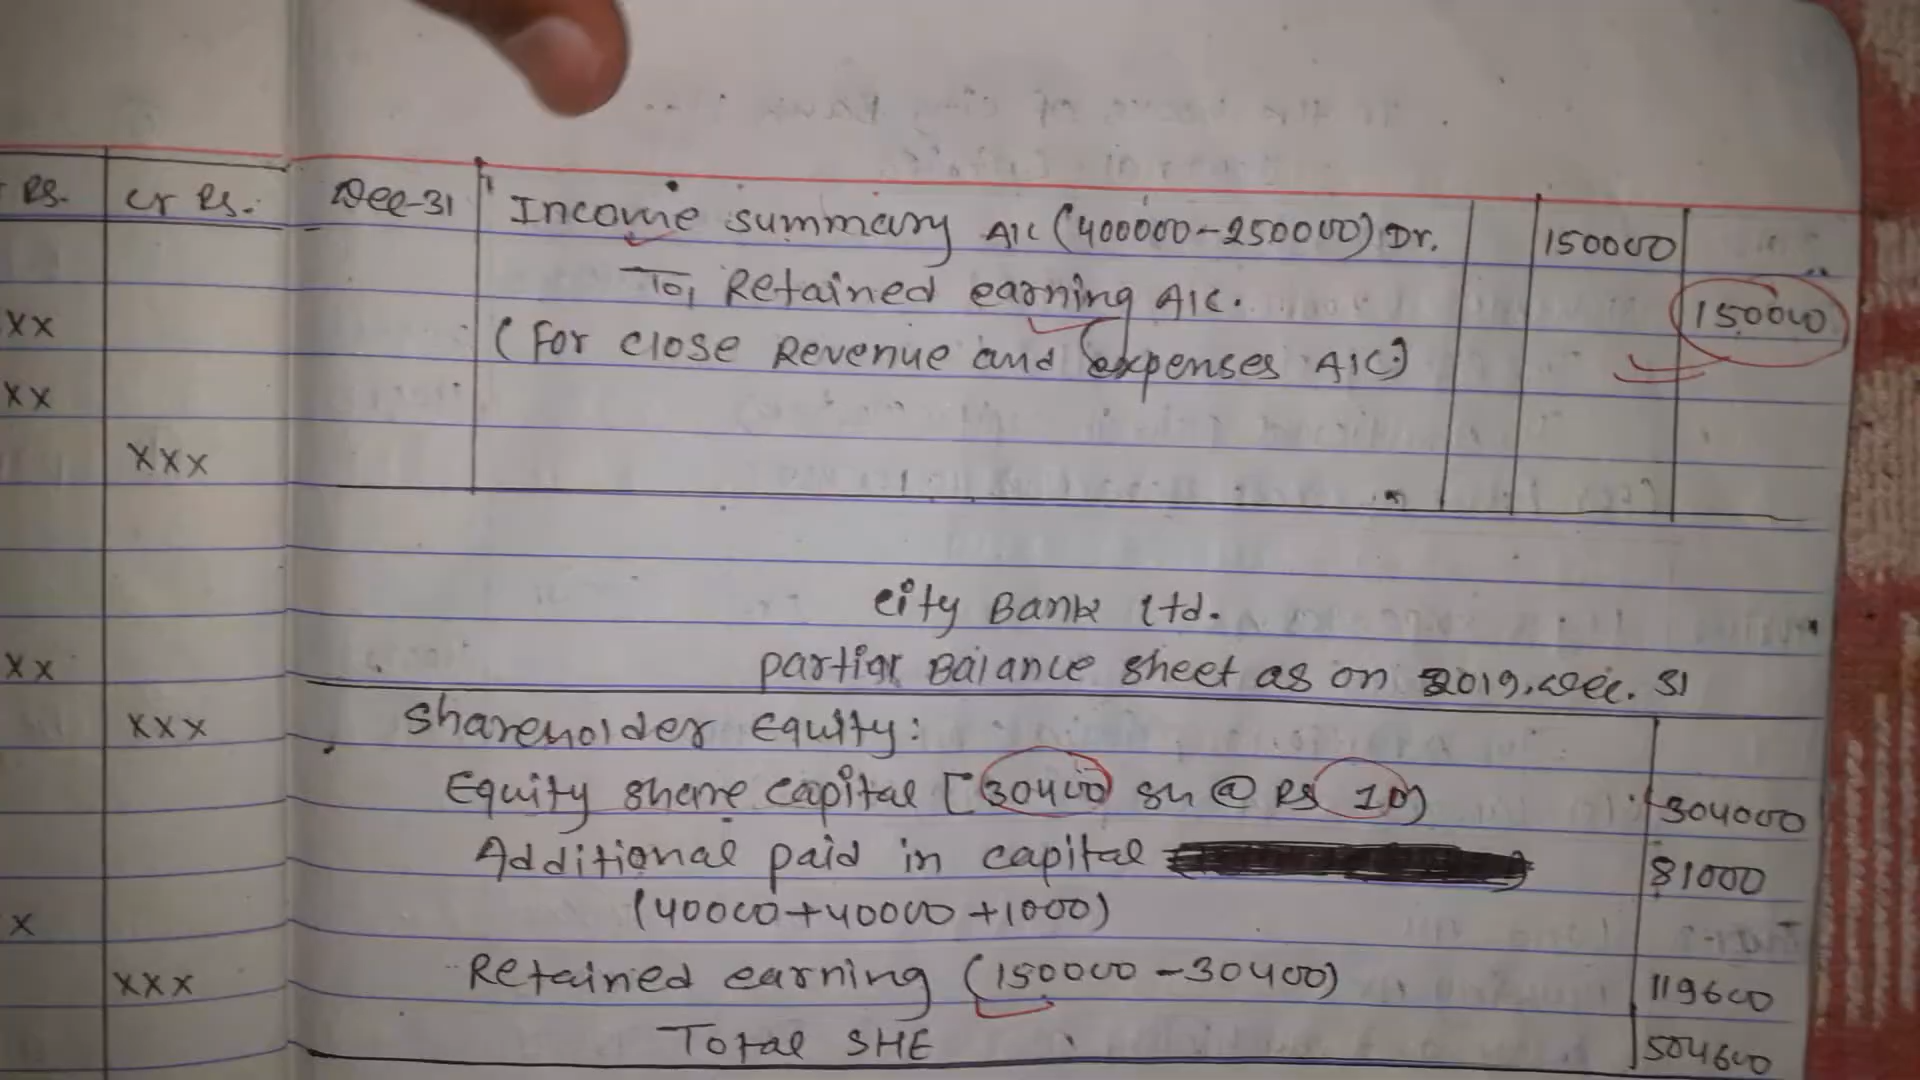 Rs.
cr Rs.
XX
XX
XXX
XX
XXX
X
XXX
Dec-31 Income summary A/C (400000-250000) Dr. 150000
To, Retained earning A/C. 150000
(For close Revenue and expenses A/C)
City Bank Ltd.
Partial Balance sheet as on 2019, Dec. 31
Shareholder Equity:
Equity share capital [30400 sh @ RS 10) 304000
Additional paid in capital 81000
(40000+40000+1000)
Retained earning (150000-30400) 119600
Total SHE 504600